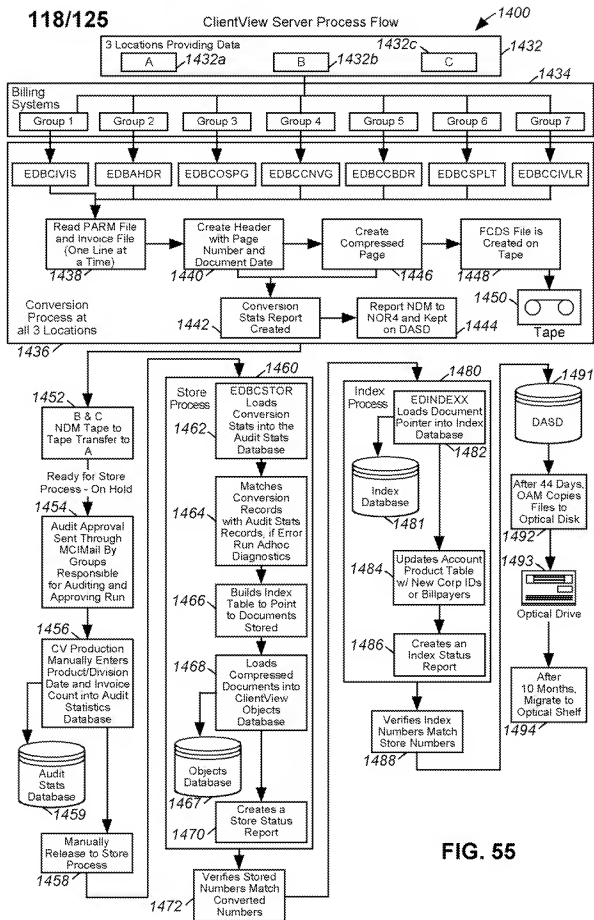 118/125
ClientView Server Process Flow
1400
3 Locations Providing Data
1432c
1432
A
1432a
B
1432b
C
1434
Billing
Systems
Group 1
Group 2
Group 3
Group 4
Group 5
Group 6
Group 7
EDBCIVIS
EDBAHDR
EDBCOSPG
EDBCCNVG
EDBCCBDR
EDBCSPLT
EDBCCIVLR
Read PARM File
and Invoice File
{One Line at
a Time}
1438
Create Header
with Page
Number and
Document Date
1440
Create
Compressed
Page
1446
FCDS File is
Created on
Tape
1448
1450
Tape
Conversion
Process at
all 3 Locations
1436
Conversion
Stats Report
Created
1442
Report NDM to
NOR4 and Kept
on DASD
1444
1452
B & C
NDM Tape to
Tape Transfer to
A
Ready for Store
Process - On Hold
1454
Audit Approval
Sent Through
MCIMail By
Groups
Responsible
for Auditing and
Approving Run
1456
CV Production
Manually Enters
Product/Division
Date and Invoice
Count into Audit
Statistics
Database
Audit
Stats
Database
1459
Manually
Release to Store
Process
1458
1460
Store
Process
1462
EDBCSTOR
Loads
Conversion
Stats into the
Audit Stats
Database
1464
Matches
Conversion
Records
with Audit Stats
Records, if Error
Run Adhoc
Diagnostics
1466
Builds Index
Table to Point
to Documents
Stored
1468
Loads
Compressed
Documents into
ClientView
Objects
Database
Objects
Database
1467
1470
Creates a
Store Status
Report
1472
Verifies Stored
Numbers Match
Converted
Numbers
1480
Index
Process
EDINDEXX
Loads Document
Pointer into Index
Database
1482
Index
Database
1481
1484
Updates Account
Product Table
w/ New Corp IDs
or Billpayers
1486
Creates an
Index Status
Report
Verifies Index
Numbers Match
Store Numbers
1488
1491
DASD
After 44 Days,
OAM Copies
Files to
Optical Disk
1492
1493
Optical Drive
After
10 Months,
Migrate to
Optical Shelf
1494
FIG. 55